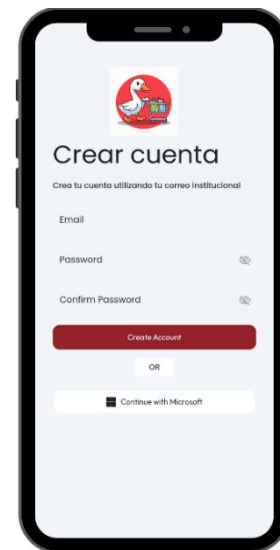 Crear cuenta
Crea tu cuenta utilizando tu correo institucional
Email
Password
Confirm Password
Create Account
OR
Continue with Microsoft